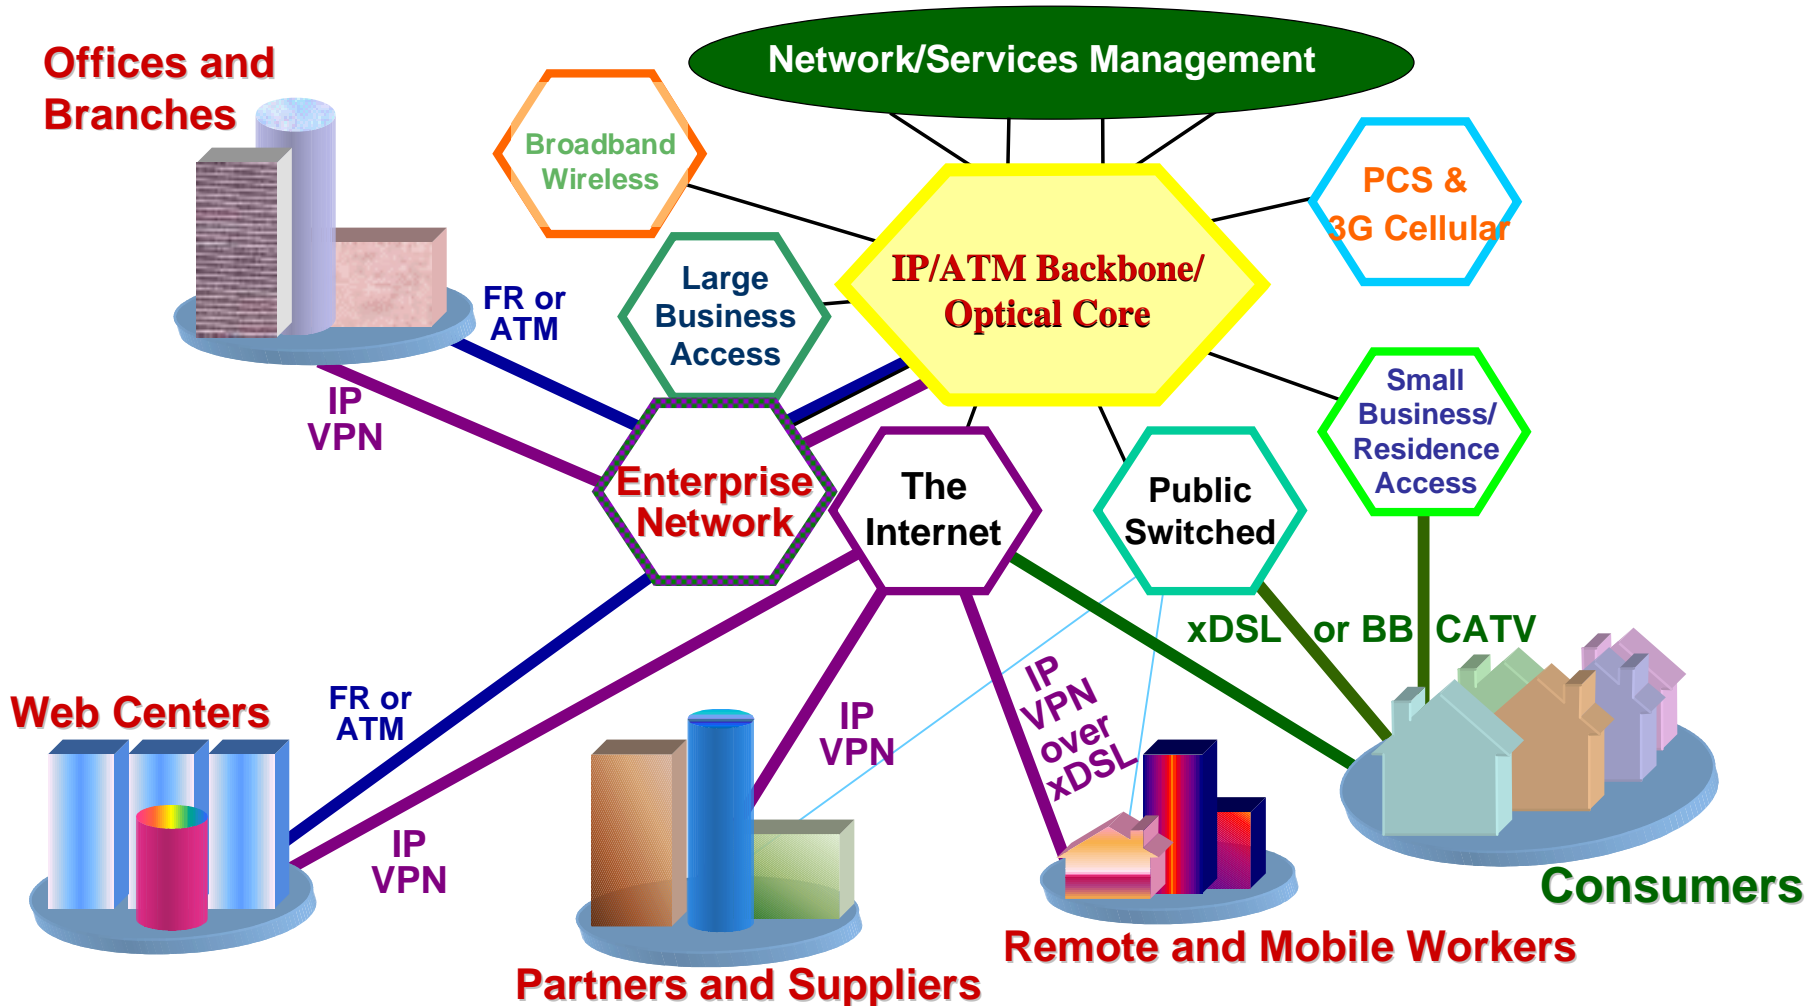 Network/Services Management
Offices and
Branches
Broadband
Wireless
PCS &
3G Cellular
IP/ATM Backbone/
Optical Core
Large
Business
Access
FR or
ATM
IP
VPN
Small
Business/
Residence
Access
Enterprise
Network
The
Internet
Public
Switched
xDSL or BB CATV
IP
VPN
over
xDSL
Web Centers
FR or
ATM
IP
VPN
IP
VPN
Consumers
Remote and Mobile Workers
Partners and Suppliers